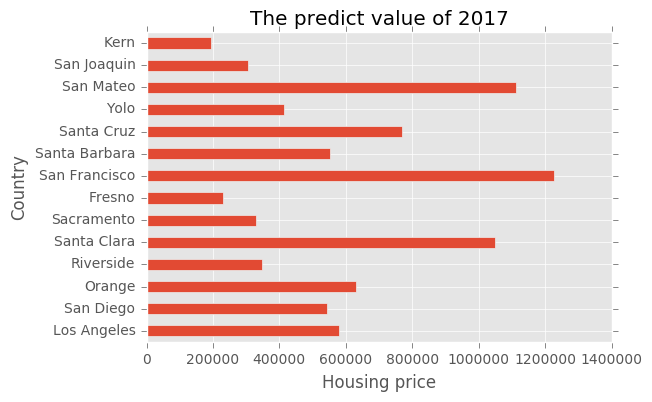 The predict value of 2017
Kern
San Joaquin
San Mateo
Yolo
Santa Cruz
Santa Barbara
San Francisco
Fresno
Sacramento
Santa Clara
Riverside
Orange
San Diego
Los Angeles
Country
0 200000 400000 600000 800000 1000000 1200000 1400000
Housing price